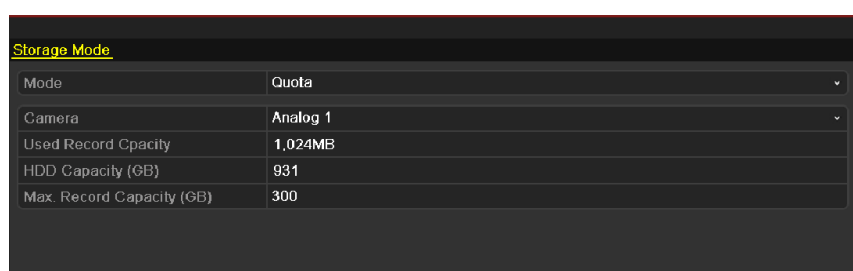 Storage Mode
Mode Quota
Camera Analog 1
Used Record Cpacity 1,024MB
HDD Capacity (GB) 931
Max. Record Capacity (GB) 300